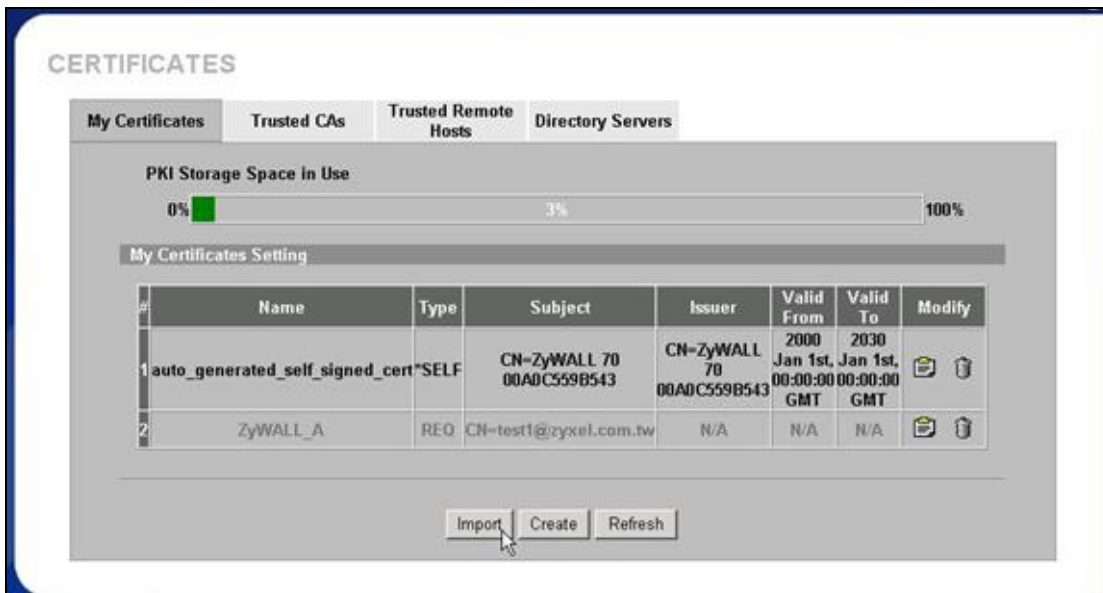 CERTIFICATES
My Certificates
Trusted CAs
Trusted Remote
Hosts
Directory Servers
PKI Storage Space in Use
0%
3%
100%
My Certificates Setting
# Name Type Subject Issuer Valid From Valid To Modify
1 auto_generated_self_signed_cert *SELF CN=ZyWALL 70 00A0C559B543 CN=ZyWALL 70 00A0C559B543 2000 Jan 1st, 00:00:00 GMT 2030 Jan 1st, 00:00:00 GMT
2 ZyWALL_A REQ CN=test1@zyxel.com.tw N/A N/A N/A
Import Create Refresh